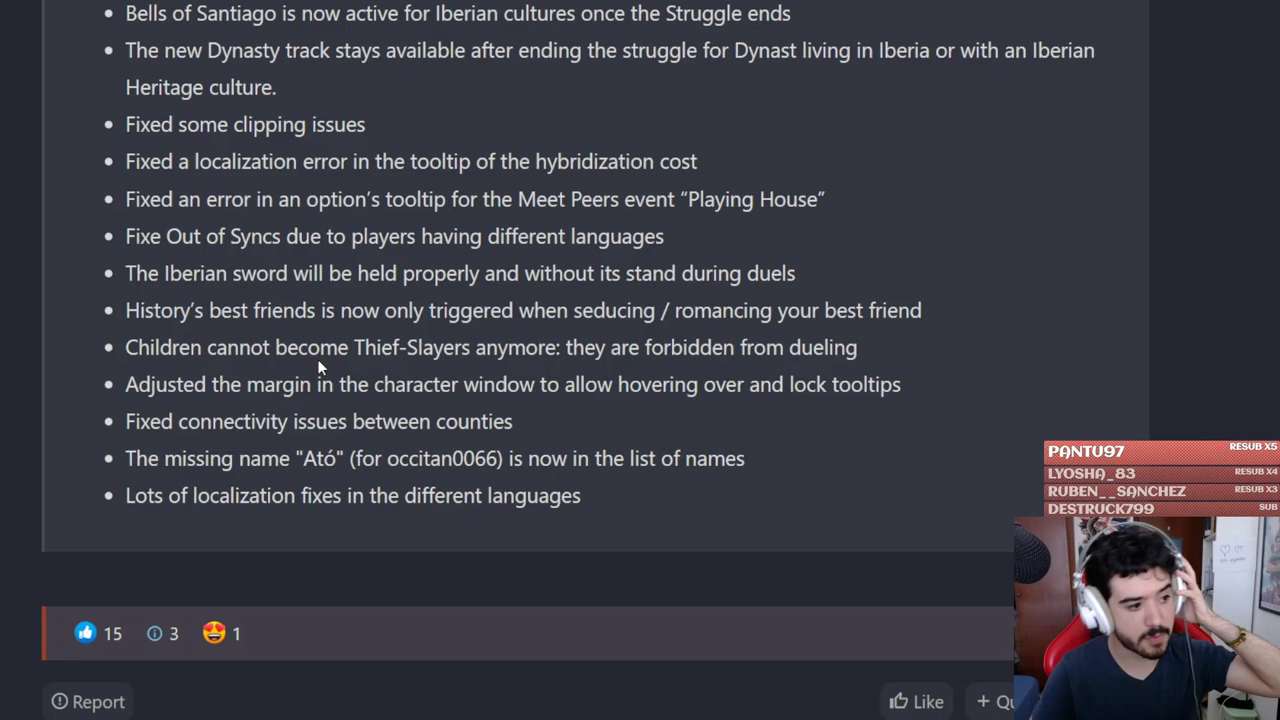 Bells of Santiago is now active for Iberian cultures once the Struggle ends
The new Dynasty track stays available after ending the struggle for Dynast living in Iberia or with an Iberian
Heritage culture.
Fixed some clipping issues
Fixed a localization error in the tooltip of the hybridization cost
Fixed an error in an option’s tooltip for the Meet Peers event “Playing House“
Fixe Out of Syncs due to players having different languages
The Iberian sword will be held properly and without its stand during duels
History’s best friends is now only triggered when seducing / romancing your best friend
Children cannot become Thief-Slayers anymore: they are forbidden from dueling
Adjusted the margin in the character window to allow hovering over and lock tooltips
Fixed connectivity issues between counties
The missing name "Ató" (for occitan0066) is now in the list of names
Lots of localization fixes in the different languages
PANTU97 RESUB X5
LYOSHA_83 RESUB X4
RUBEN__SANCHEZ RESUB X3
DESTRUCK799 SUB
15 3 1
Report Like + Qu